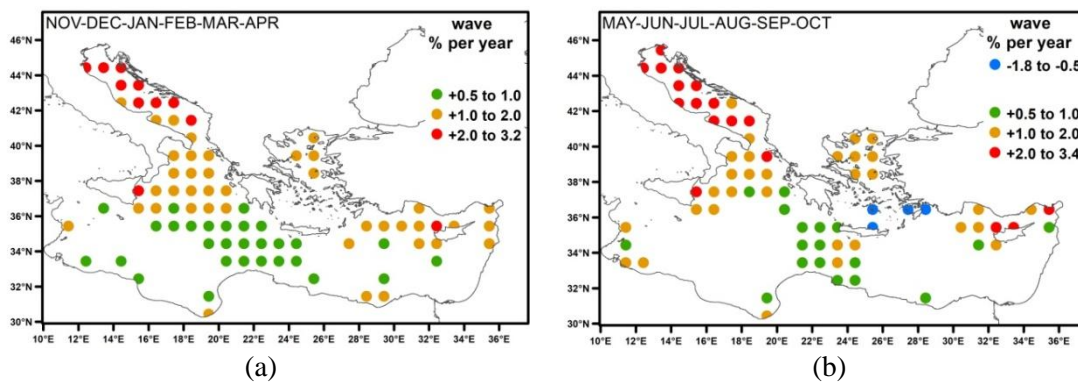 NOV-DEC-JAN-FEB-MAR-APR
wave
% per year
+0.5 to 1.0
+1.0 to 2.0
+2.0 to 3.2
46°N
44°N
42°N
40°N
38°N
36°N
34°N
32°N
30°N
10°E 12°E 14°E 16°E 18°E 20°E 22°E 24°E 26°E 28°E 30°E 32°E 34°E 36°E
(a)
MAY-JUN-JUL-AUG-SEP-OCT
wave
% per year
-1.8 to -0.5
+0.5 to 1.0
+1.0 to 2.0
+2.0 to 3.4
46°N
44°N
42°N
40°N
38°N
36°N
34°N
32°N
30°N
10°E 12°E 14°E 16°E 18°E 20°E 22°E 24°E 26°E 28°E 30°E 32°E 34°E 36°E
(b)